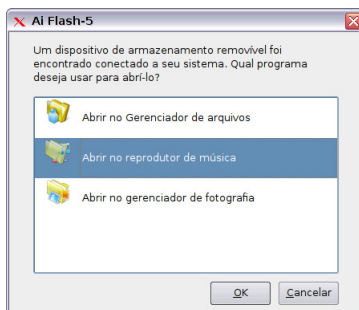 Ai Flash-5
Um dispositivo de armazenamento removível foi
encontrado conectado a seu sistema. Qual programa
deseja usar para abrí-lo?
Abrir no Gerenciador de arquivos
Abrir no reprodutor de música
Abrir no gerenciador de fotografia
OK Cancelar